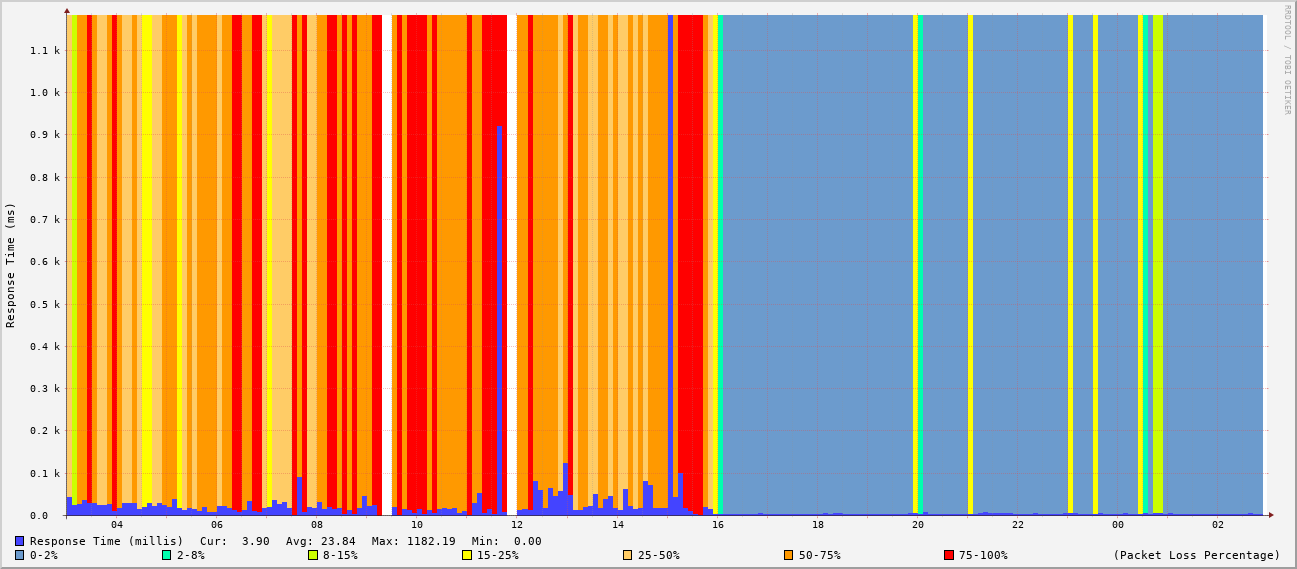 RRDTOOL / TOBI OETIKER
Response Time (ms)
1.1 k
1.0 k
0.9 k
0.8 k
0.7 k
0.6 k
0.5 k
0.4 k
0.3 k
0.2 k
0.1 k
0.0
04 06 08 10 12 14 16 18 20 22 00 02
Response Time (millis) Cur: 3.90 Avg: 23.84 Max: 1182.19 Min: 0.00
0-2% 2-8% 8-15% 15-25% 25-50% 50-75% 75-100% (Packet Loss Percentage)